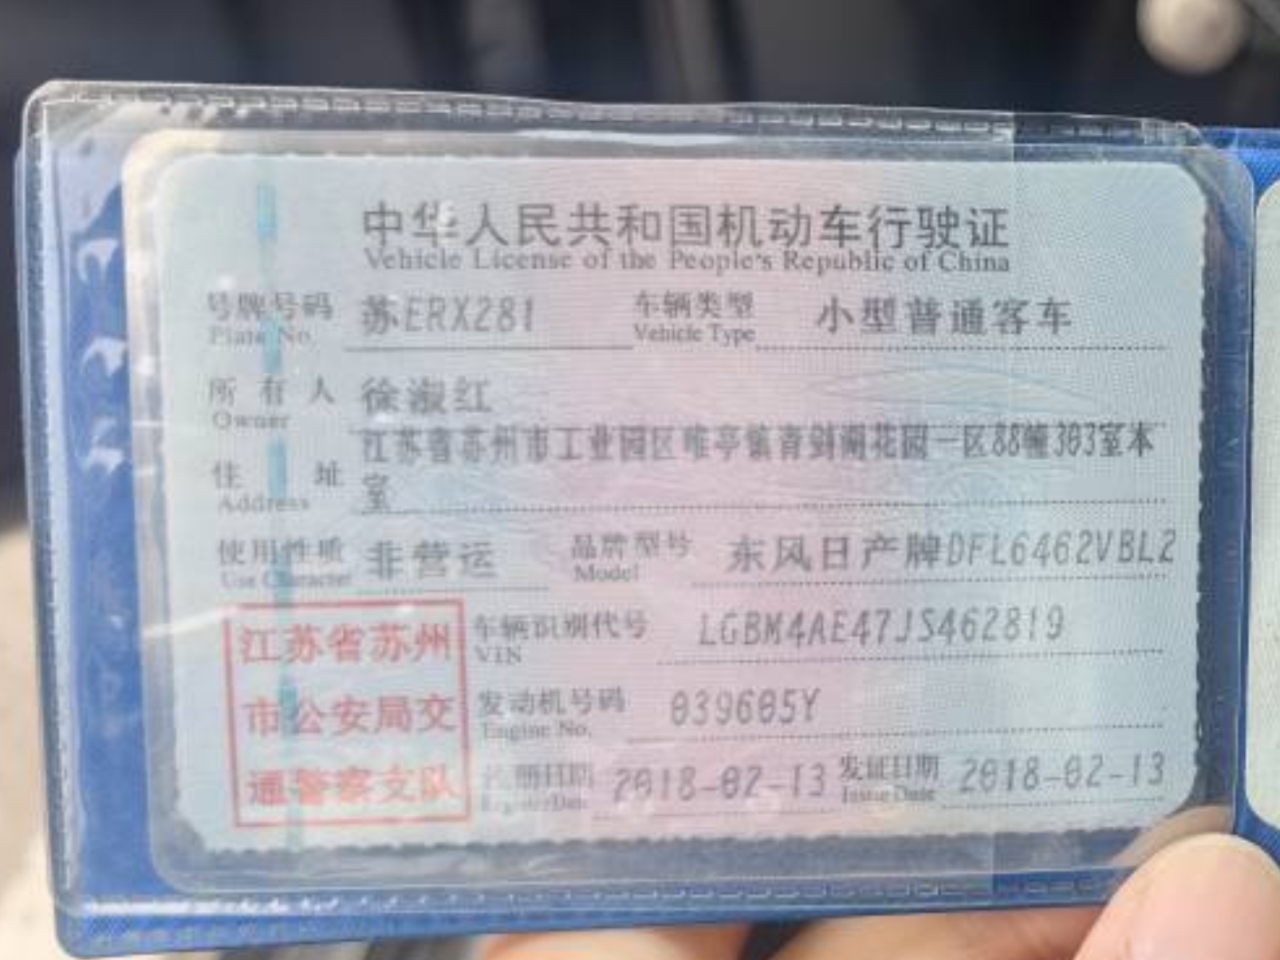 中华人民共和国机动车行驶证
Vehicle License of the People's Republic of China
号牌号码 苏ERX281 车辆类型 小型普通客车
Plate No. Vehicle Type
所有人 徐淑红
Owner
江苏省苏州市工业园区唯亭镇青剑湖花园一区88幢303室本
住址 室
Address
使用性质 非营运 品牌型号 东风日产牌DFL6462VBL2
Use Character Model
江苏省苏州 车辆识别代号 LGBM4AE47JS462819
VIN
市公安局交 发动机号码 039605Y
Engine No.
通警察支队 注册日期 2018-02-13 发证日期 2018-02-13
Register Date Issue Date